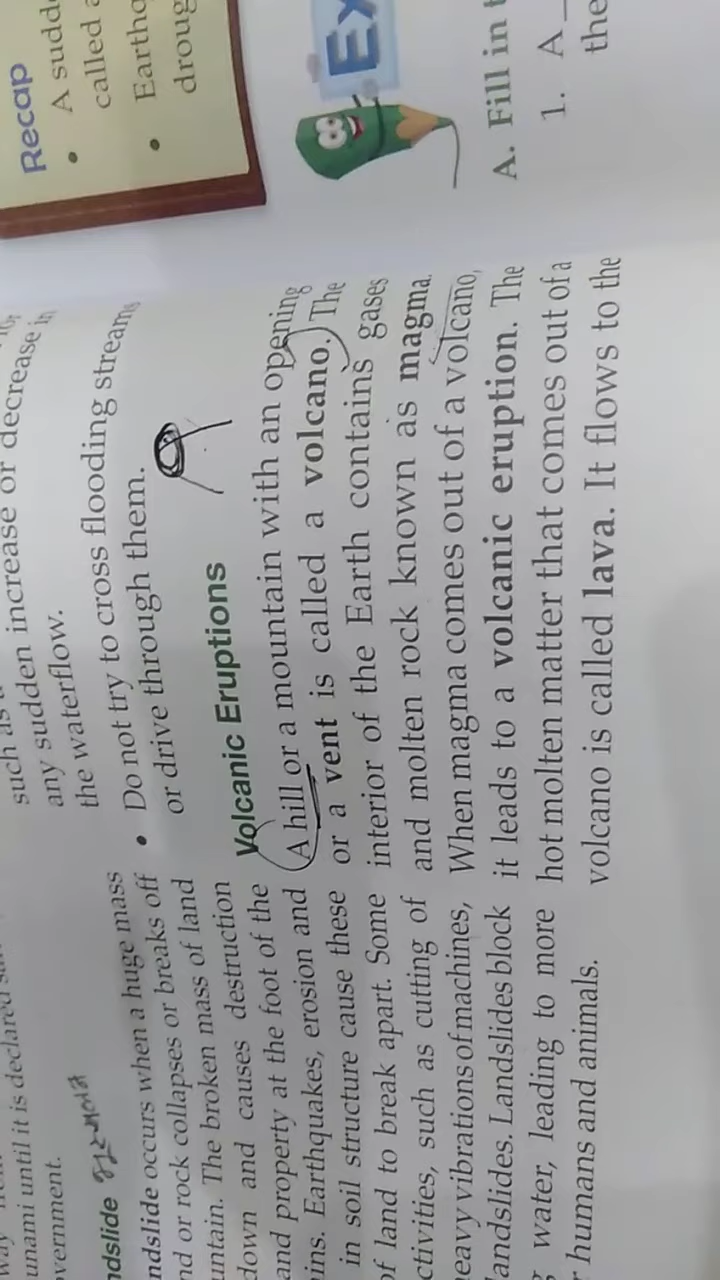 unami until it is declared
vernment.
ndslide
ndslide occurs when a huge mass
nd or rock collapses or breaks off
untain. The broken mass of land
down and causes destruction
and property at the foot of the
ins. Earthquakes, erosion and
in soil structure cause these
of land to break apart. Some
ctivities, such as cutting of
eavy vibrations of machines,
andslides. Landslides block
g water, leading to more
humans and animals.
such as
any sudden increase or decrease in
the waterflow.
• Do not try to cross flooding streams
or drive through them.
Volcanic Eruptions
A hill or a mountain with an opening
or a vent is called a volcano. The
interior of the Earth contains gases
and molten rock known as magma.
When magma comes out of a volcano,
it leads to a volcanic eruption. The
hot molten matter that comes out of a
volcano is called lava. It flows to the
Recap
• A sudde
called a
• Earthq
droug
Ex
A. Fill in t
1. A
the